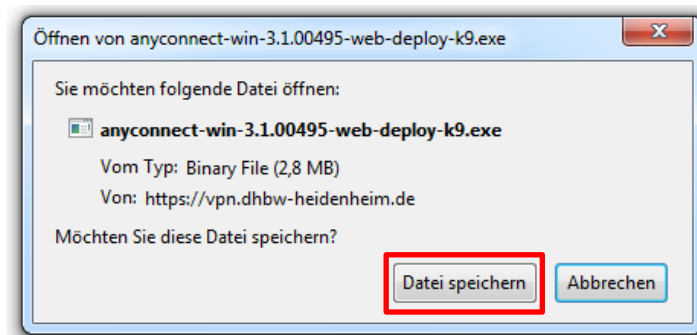 Öffnen von anyconnect-win-3.1.00495-web-deploy-k9.exe
Sie möchten folgende Datei öffnen:
anyconnect-win-3.1.00495-web-deploy-k9.exe
Vom Typ: Binary File (2,8 MB)
Von: https://vpn.dhbw-heidenheim.de
Möchten Sie diese Datei speichern?
Datei speichern Abbrechen